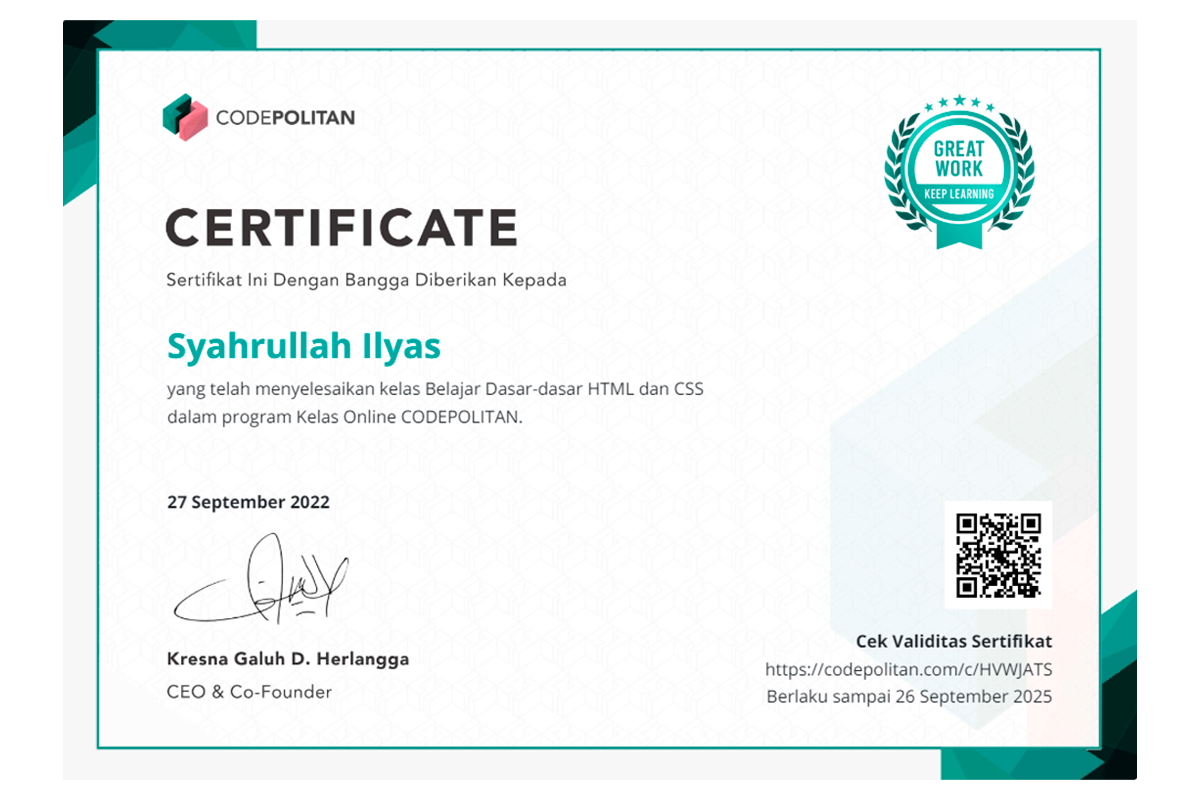 CODEPOLITAN
GREAT
WORK
KEEP LEARNING
CERTIFICATE
Sertifikat Ini Dengan Bangga Diberikan Kepada
Syahrullah Ilyas
yang telah menyelesaikan kelas Belajar Dasar-dasar HTML dan CSS
dalam program Kelas Online CODEPOLITAN.
27 September 2022
Kresna Galuh D. Herlangga
CEO & Co-Founder
Cek Validitas Sertifikat
https://codepolitan.com/c/HVWJATS
Berlaku sampai 26 September 2025